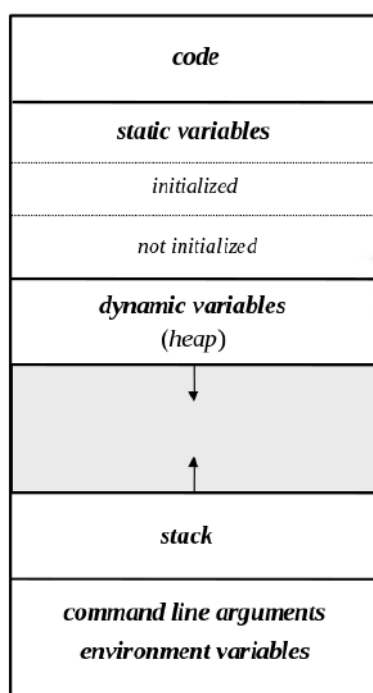 code
static variables
initialized
not initialized
dynamic variables
(heap)
stack
command line arguments
environment variables